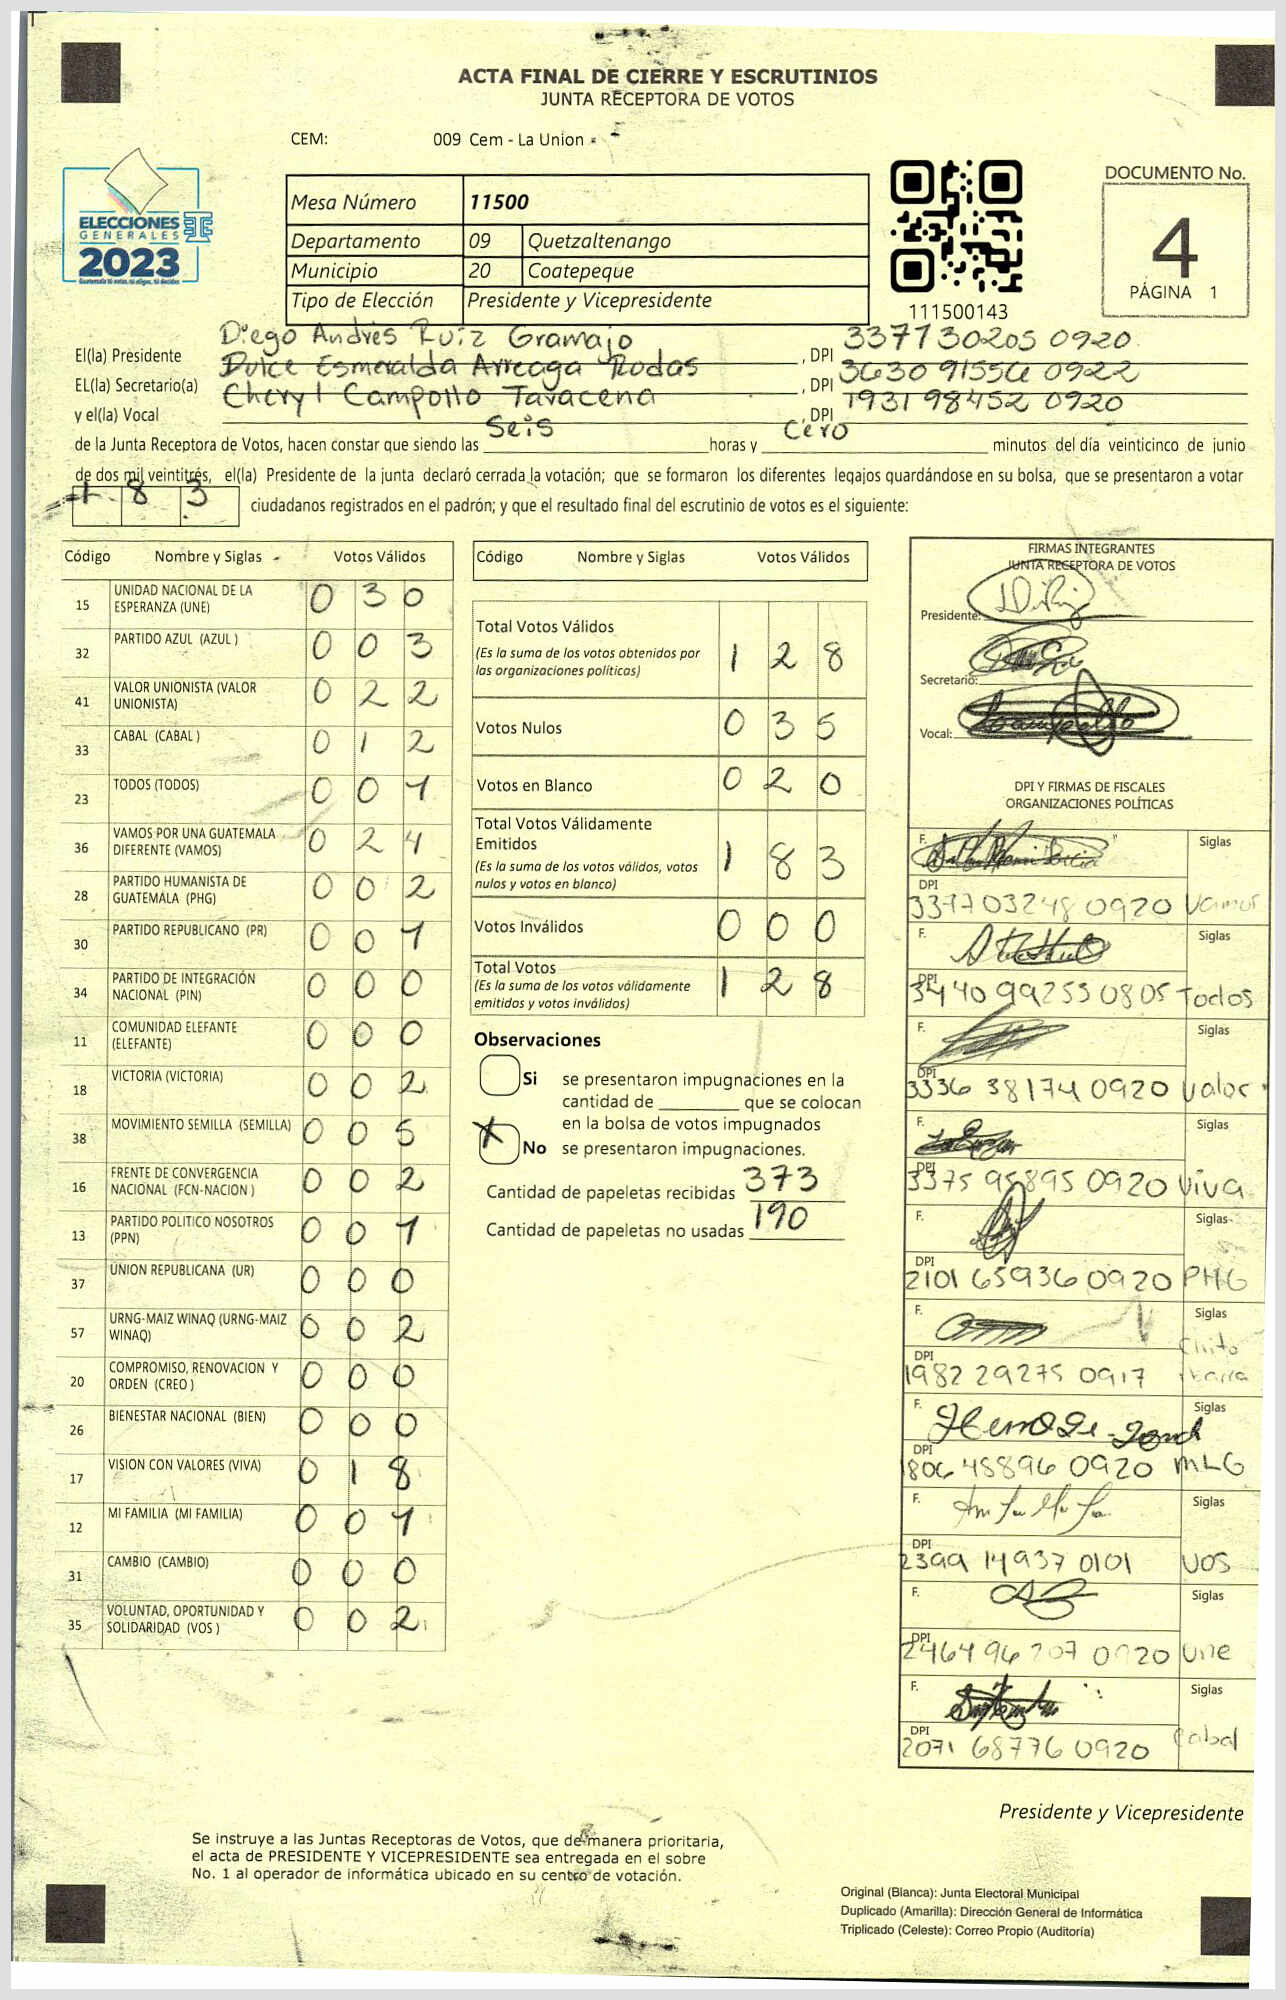 ACTA FINAL DE CIERRE Y ESCRUTINIOS
JUNTA RECEPTORA DE VOTOS
CEM: 009 Cem - La Union -
ELECCIONES
GENERALES
2023
Guatemala tú votas, tú eliges, tú decides
Mesa Número 11500
Departamento 09 Quetzaltenango
Municipio 20 Coatepeque
Tipo de Elección Presidente y Vicepresidente
111500143
DOCUMENTO No.
4
PÁGINA 1
El(la) Presidente Diego Andrés Ruiz Gramajo, DPI 337130205 0920
EL(la) Secretario(a) Dulce Esmeralda Arreaga Rodas, DPI 3630 91556 0922
y el(la) Vocal Cheryl Campollo Taracena DPI 1931 98452 0920
de la Junta Receptora de Votos, hacen constar que siendo las Seis horas y Cero minutos del día veinticinco de junio
de dos mil veintitrés, el(la) Presidente de la junta declaró cerrada la votación; que se formaron los diferentes legajos guardándose en su bolsa, que se presentaron a votar
183 ciudadanos registrados en el padrón; y que el resultado final del escrutinio de votos es el siguiente:
Código Nombre y Siglas Votos Válidos
15 UNIDAD NACIONAL DE LA ESPERANZA (UNE) 0 3 0
32 PARTIDO AZUL (AZUL ) 0 0 3
41 VALOR UNIONISTA (VALOR UNIONISTA) 0 2 2
33 CABAL (CABAL ) 0 1 2
23 TODOS (TODOS) 0 0 1
36 VAMOS POR UNA GUATEMALA DIFERENTE (VAMOS) 0 2 4
28 PARTIDO HUMANISTA DE GUATEMALA (PHG) 0 0 2
30 PARTIDO REPUBLICANO (PR) 0 0 1
34 PARTIDO DE INTEGRACIÓN NACIONAL (PIN) 0 0 0
11 COMUNIDAD ELEFANTE (ELEFANTE) 0 0 0
18 VICTORIA (VICTORIA) 0 0 2
38 MOVIMIENTO SEMILLA (SEMILLA) 0 0 5
16 FRENTE DE CONVERGENCIA NACIONAL (FCN-NACION ) 0 0 2
13 PARTIDO POLITICO NOSOTROS (PPN) 0 0 1
37 UNION REPUBLICANA (UR) 0 0 0
57 URNG-MAIZ WINAQ (URNG-MAIZ WINAQ) 0 0 2
20 COMPROMISO, RENOVACION Y ORDEN (CREO ) 0 0 0
26 BIENESTAR NACIONAL (BIEN) 0 0 0
17 VISION CON VALORES (VIVA) 0 1 8
12 MI FAMILIA (MI FAMILIA) 0 0 1
31 CAMBIO (CAMBIO) 0 0 0
35 VOLUNTAD, OPORTUNIDAD Y SOLIDARIDAD (VOS ) 0 0 2
Código Nombre y Siglas Votos Válidos
Total Votos Válidos 1 2 8
(Es la suma de los votos obtenidos por
las organizaciones políticas)
Votos Nulos 0 3 5
Votos en Blanco 0 2 0
Total Votos Válidamente
Emitidos 1 8 3
(Es la suma de los votos válidos, votos
nulos y votos en blanco)
Votos Inválidos 0 0 0
Total Votos 1 2 8
(Es la suma de los votos válidamente
emitidos y votos inválidos)
Observaciones
Si se presentaron impugnaciones en la
cantidad de ________ que se colocan
en la bolsa de votos impugnados
X No se presentaron impugnaciones.
Cantidad de papeletas recibidas 373
Cantidad de papeletas no usadas 190
FIRMAS INTEGRANTES
JUNTA RECEPTORA DE VOTOS
Presidente:
Secretario:
Vocal:
DPI Y FIRMAS DE FISCALES
ORGANIZACIONES POLÍTICAS
F. Siglas
DPI 337703248 0920 Vamos
F. Siglas
DPI 3440 99253 0805 Todos
F. Siglas
DPI 3336 38174 0920 Valor
F. Siglas
DPI 3375 95895 0920 Viva
F. Siglas
DPI 2101 65936 0920 PHG
F. Siglas
DPI 1982 29275 0917
F. Siglas
DPI 1806 45896 0920 MLG
F. Siglas
DPI 2399 14937 0101 VOS
F. Siglas
DPI 2464 96 207 0920 Une
F. Siglas
DPI 2071 68776 0920 Cabal
Presidente y Vicepresidente
Se instruye a las Juntas Receptoras de Votos, que de manera prioritaria,
el acta de PRESIDENTE Y VICEPRESIDENTE sea entregada en el sobre
No. 1 al operador de informática ubicado en su centro de votación.
Original (Blanca): Junta Electoral Municipal
Duplicado (Amarilla): Dirección General de Informática
Triplicado (Celeste): Correo Propio (Auditoría)